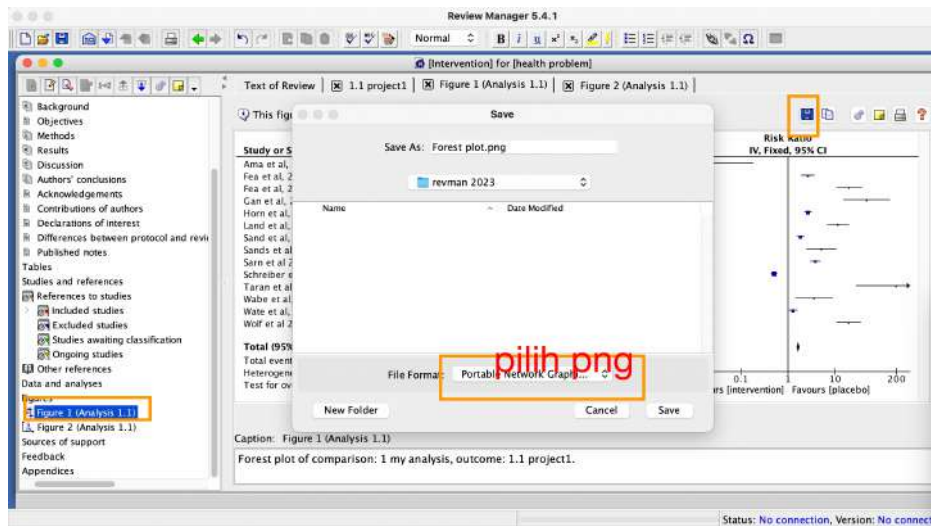 Review Manager 5.4.1
Normal
B i u x² x₂
Ω
[Intervention] for [health problem]
Text of Review
1.1 project1
Figure 1 (Analysis 1.1)
Figure 2 (Analysis 1.1)
Background
Objectives
Methods
Results
Discussion
Authors' conclusions
Acknowledgements
Contributions of authors
Declarations of interest
Differences between protocol and revi
Published notes
Tables
Studies and references
References to studies
Included studies
Excluded studies
Studies awaiting classification
Ongoing studies
Other references
Data and analyses
Figures
Figure 1 (Analysis 1.1)
Figure 2 (Analysis 1.1)
Sources of support
Feedback
Appendices
This figu
Study or S
Ama et al,
Fea et al, 2
Fea et al, 2
Gan et al,
Horn et al,
Land et al,
Sand et al,
Sands et al
Sarn et al 2
Schreiber e
Taran et al
Wabe et al,
Wate et al,
Wolf et al 2
Total (95%
Total event
Heterogene
Test for ov
Save
Save As: Forest plot.png
revman 2023
Name
Date Modified
pilih png
File Format: Portable Network Graphi...
New Folder
Cancel
Save
Risk Ratio
IV, Fixed, 95% CI
0.1 1 10 200
urs [intervention] Favours [placebo]
Caption: Figure 1 (Analysis 1.1)
Forest plot of comparison: 1 my analysis, outcome: 1.1 project1.
Status: No connection, Version: No connect